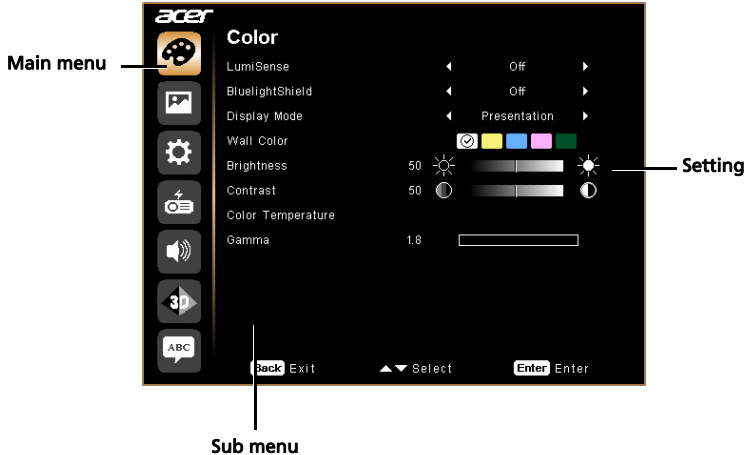 acer
Color
Main menu
LumiSense Off
BluelightShield Off
Display Mode Presentation
Wall Color
Brightness 50
Setting
Contrast 50
Color Temperature
Gamma 1.8
3D
ABC
Back Exit Select Enter Enter
Sub menu